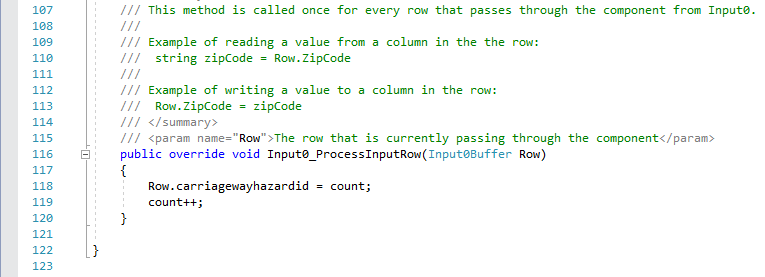 107 /// This method is called once for every row that passes through the component from Input0.
108 ///
109 /// Example of reading a value from a column in the the row:
110 ///  string zipCode = Row.ZipCode
111 ///
112 /// Example of writing a value to a column in the row:
113 ///  Row.ZipCode = zipCode
114 /// </summary>
115 /// <param name="Row">The row that is currently passing through the component</param>
116 public override void Input0_ProcessInputRow(Input0Buffer Row)
117 {
118     Row.carriagewayhazardid = count;
119     count++;
120 }
121
122 }
123